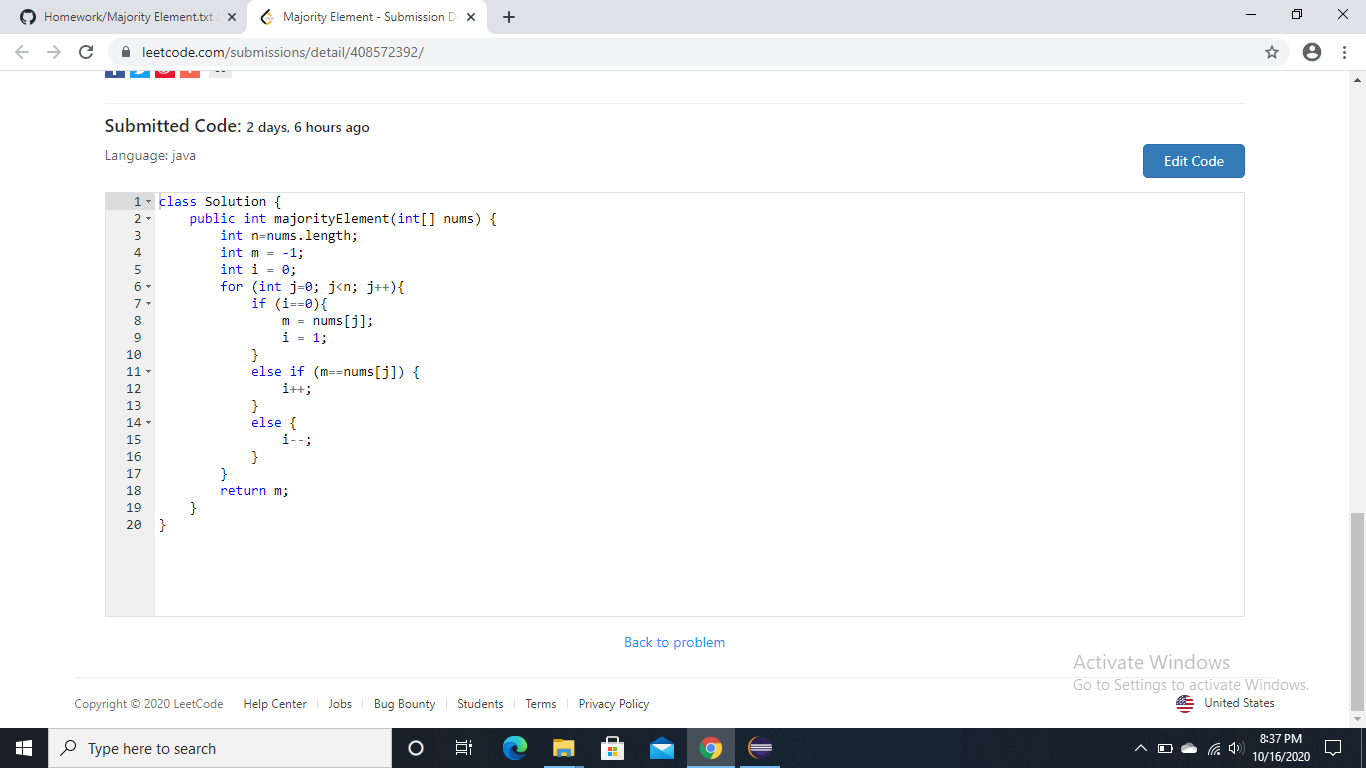 Homework/Majority Element.txt
Majority Element - Submission D
leetcode.com/submissions/detail/408572392/
Submitted Code: 2 days, 6 hours ago
Language: java
Edit Code
1 class Solution {
2     public int majorityElement(int[] nums) {
3         int n=nums.length;
4         int m = -1;
5         int i = 0;
6         for (int j=0; j<n; j++){
7             if (i==0){
8                 m = nums[j];
9                 i = 1;
10             }
11             else if (m==nums[j]) {
12                 i++;
13             }
14             else {
15                 i--;
16             }
17         }
18         return m;
19     }
20 }
Back to problem
Activate Windows
Go to Settings to activate Windows.
Copyright © 2020 LeetCode Help Center Jobs Bug Bounty Students Terms Privacy Policy United States
Type here to search
8:37 PM
10/16/2020